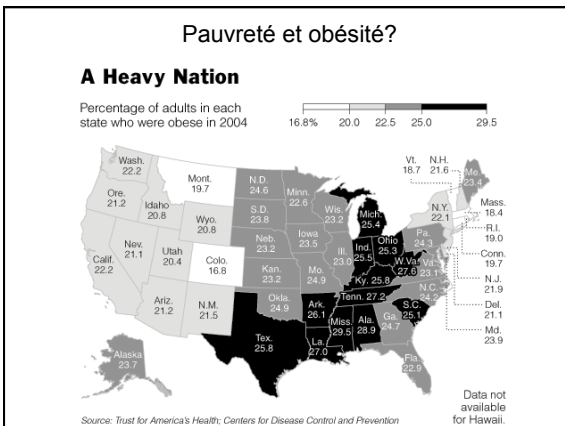 Pauvreté et obésité?
A Heavy Nation
Percentage of adults in each
state who were obese in 2004
16.8% 20.0 22.5 25.0 29.5
Wash.
22.2
Ore.
21.2
Idaho
20.8
Mont.
19.7
Wyo.
20.8
Nev.
21.1
Utah
20.4
Colo.
16.8
Calif.
22.2
Ariz.
21.2
N.M.
21.5
N.D.
24.6
S.D.
23.8
Neb.
23.2
Kan.
23.2
Okla.
24.9
Tex.
25.8
Minn.
22.6
Iowa
23.5
Mo.
24.9
Ark.
26.1
La.
27.0
Wis.
23.2
Ill.
23.0
Mich.
25.4
Ind.
25.5
Ohio
25.3
Ky. 25.8
Tenn. 27.2
Miss.
29.5
Ala.
28.9
Ga.
24.7
Fla.
22.9
S.C.
25.1
N.C.
24.2
Va.
23.1
W.Va.
27.6
Pa.
24.3
N.Y.
22.1
Vt.
18.7
N.H.
21.6
Me.
23.4
Mass.
18.4
R.I.
19.0
Conn.
19.7
N.J.
21.9
Del.
21.1
Md.
23.9
Alaska
23.7
Data not
available
for Hawaii.
Source: Trust for America's Health; Centers for Disease Control and Prevention